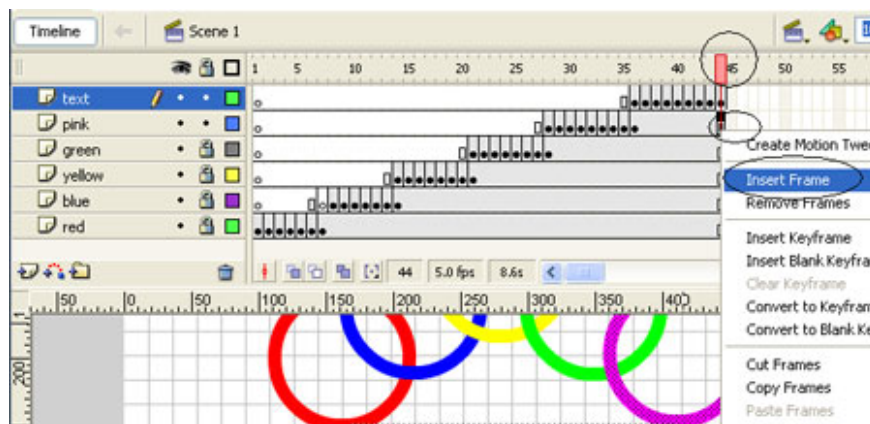 Timeline Scene 1
1 5 10 15 20 25 30 35 40 45 50 55
text
pink
green
yellow
blue
red
44 5.0 fps 8.6s
50 0 50 100 150 200 250 300 350 400
200
Create Motion Twee
Insert Frame
Remove Frames
Insert Keyframe
Insert Blank Keyfra
Clear Keyframe
Convert to Keyfram
Convert to Blank Ke
Cut Frames
Copy Frames
Paste Frames